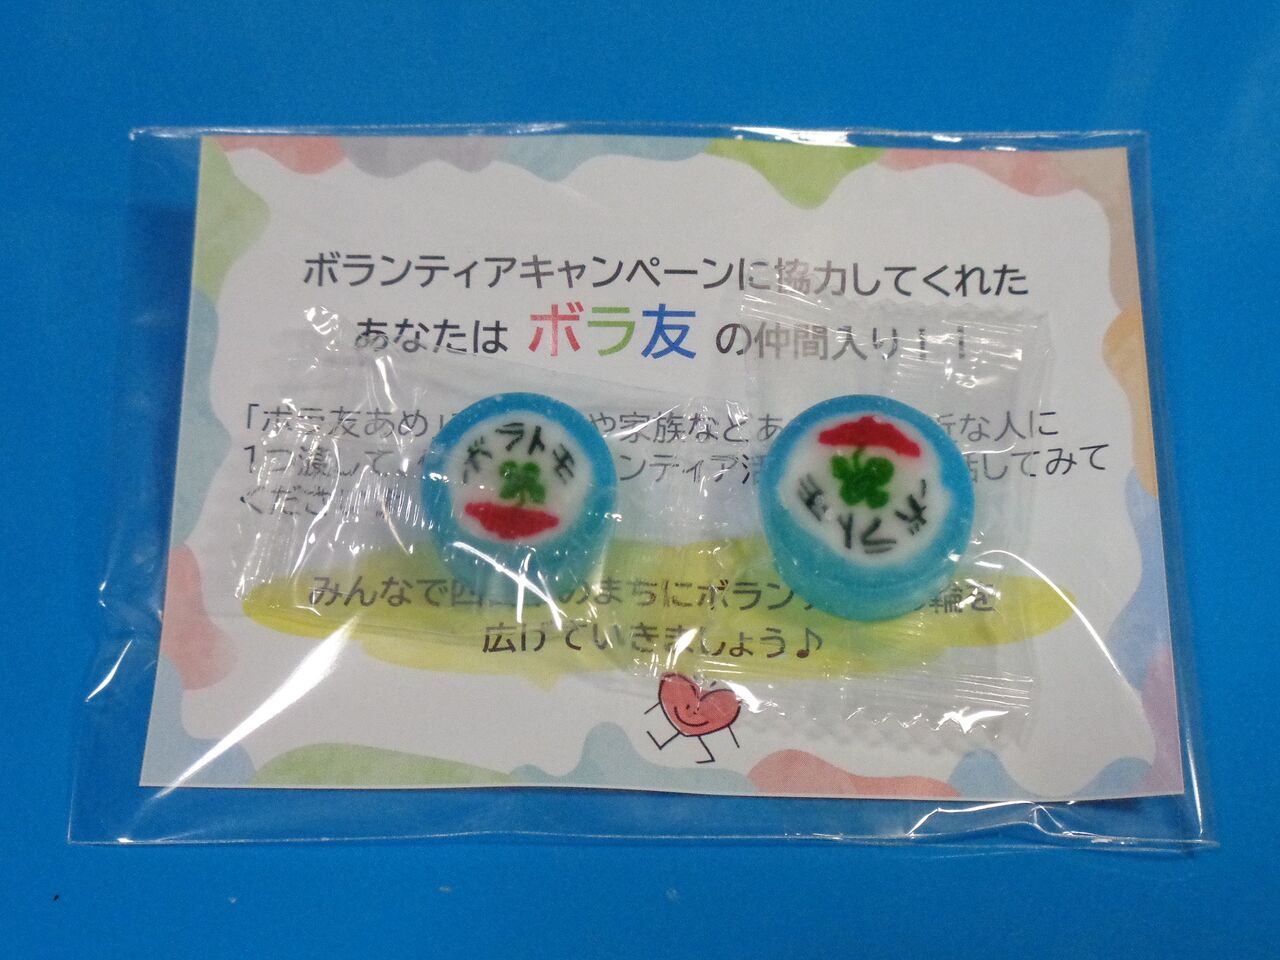 ボランティアキャンペーンに協力してくれた
あなたは ボラ友 の仲間入り！！
「ボラ友あめ」 や家族などあ 近な人に
1つ渡して、 ンティア活 話してみて
ください♪
みんなで四 のまちにボラン 輪を
広げていきましょう♪
ボラトモ
ボラトモ